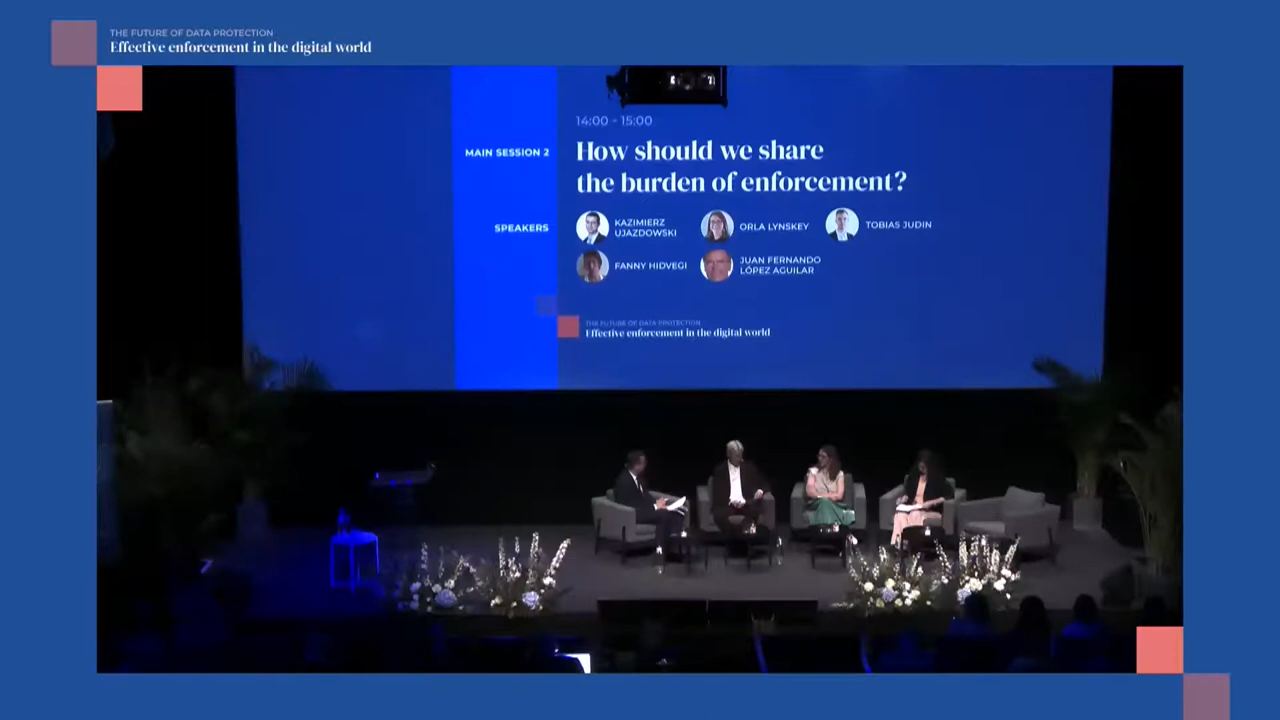 THE FUTURE OF DATA PROTECTION
Effective enforcement in the digital world
14:00 - 15:00
MAIN SESSION 2
How should we share
the burden of enforcement?
SPEAKERS
KAZIMIERZ
UJAZDOWSKI
ORLA LYNSKEY
TOBIAS JUDIN
FANNY HIDVEGI
JUAN FERNANDO
LÓPEZ AGUILAR
THE FUTURE OF DATA PROTECTION
Effective enforcement in the digital world